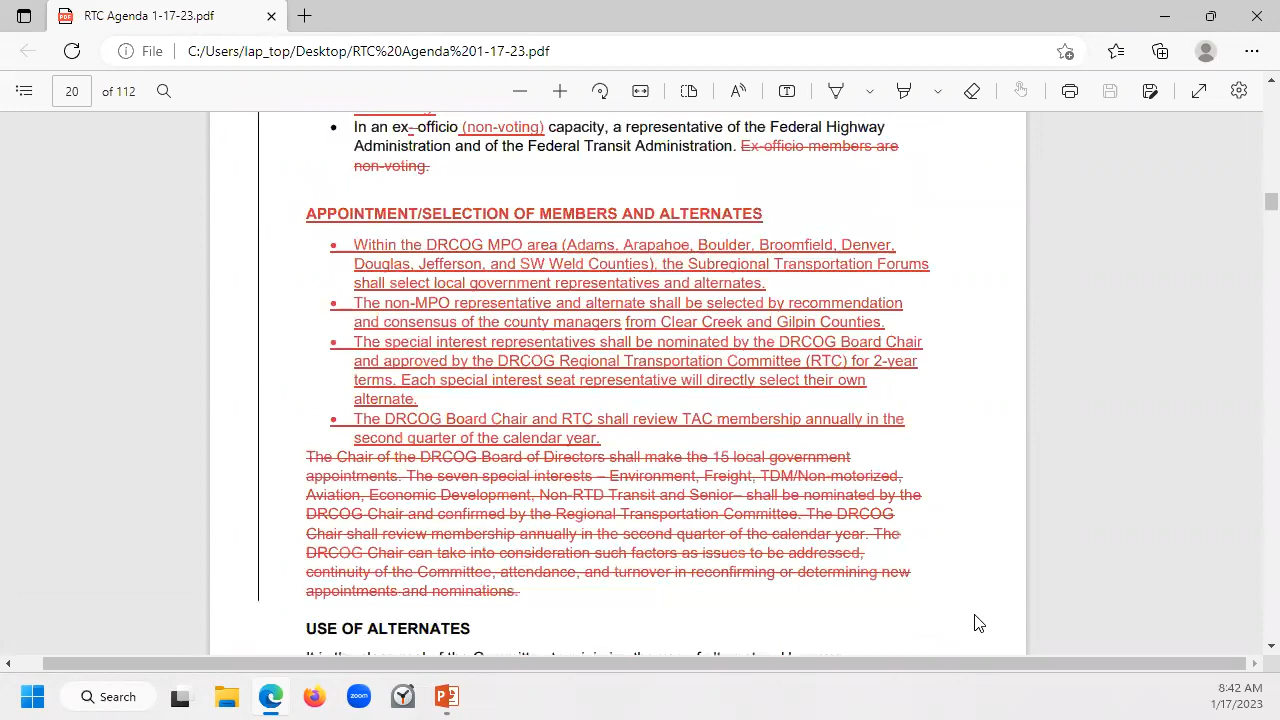 RTC Agenda 1-17-23.pdf
File
C:/Users/lap_top/Desktop/RTC%20Agenda%201-17-23.pdf
20 of 112
• In an ex- officio (non-voting) capacity, a representative of the Federal Highway
Administration and of the Federal Transit Administration. Ex-officio members are
non-voting.
APPOINTMENT/SELECTION OF MEMBERS AND ALTERNATES
• Within the DRCOG MPO area (Adams, Arapahoe, Boulder, Broomfield, Denver,
Douglas, Jefferson, and SW Weld Counties), the Subregional Transportation Forums
shall select local government representatives and alternates.
• The non-MPO representative and alternate shall be selected by recommendation
and consensus of the county managers from Clear Creek and Gilpin Counties.
• The special interest representatives shall be nominated by the DRCOG Board Chair
and approved by the DRCOG Regional Transportation Committee (RTC) for 2-year
terms. Each special interest seat representative will directly select their own
alternate.
• The DRCOG Board Chair and RTC shall review TAC membership annually in the
second quarter of the calendar year.
The Chair of the DRCOG Board of Directors shall make the 15 local government
appointments. The seven special interests – Environment, Freight, TDM/Non-motorized,
Aviation, Economic Development, Non-RTD Transit and Senior– shall be nominated by the
DRCOG Chair and confirmed by the Regional Transportation Committee. The DRCOG
Chair shall review membership annually in the second quarter of the calendar year. The
DRCOG Chair can take into consideration such factors as issues to be addressed,
continuity of the Committee, attendance, and turnover in reconfirming or determining new
appointments and nominations.
USE OF ALTERNATES
Search
zoom
8:42 AM
1/17/2023